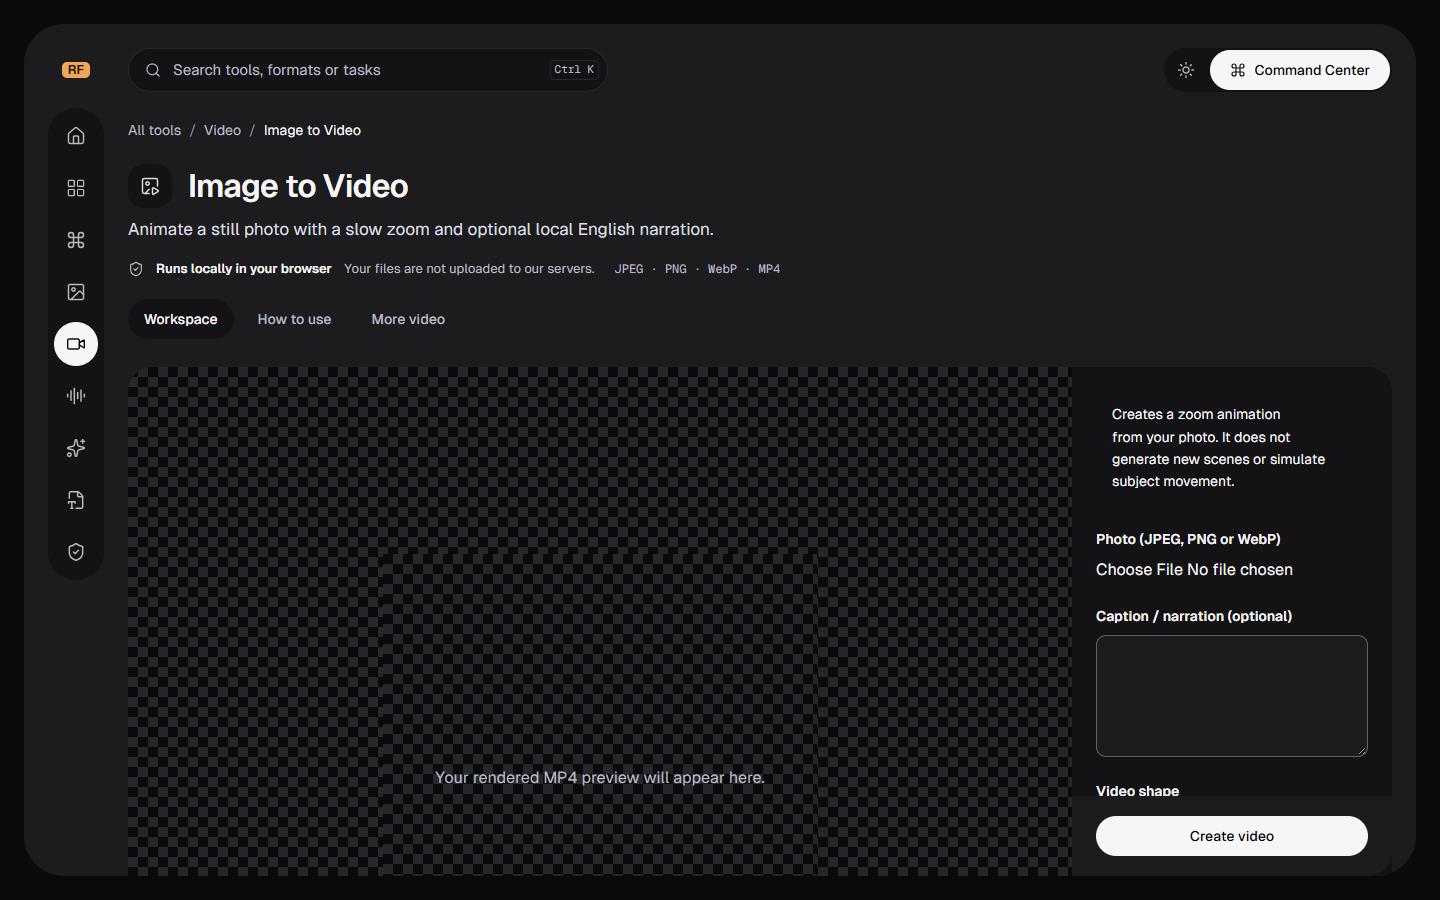 RF
Search tools, formats or tasks
Ctrl K
Command Center
All tools / Video / Image to Video
Image to Video
Animate a still photo with a slow zoom and optional local English narration.
Runs locally in your browser Your files are not uploaded to our servers. JPEG · PNG · WebP · MP4
Workspace
How to use
More video
Your rendered MP4 preview will appear here.
Creates a zoom animation
from your photo. It does not
generate new scenes or simulate
subject movement.
Photo (JPEG, PNG or WebP)
Choose File No file chosen
Caption / narration (optional)
Video shape
Create video